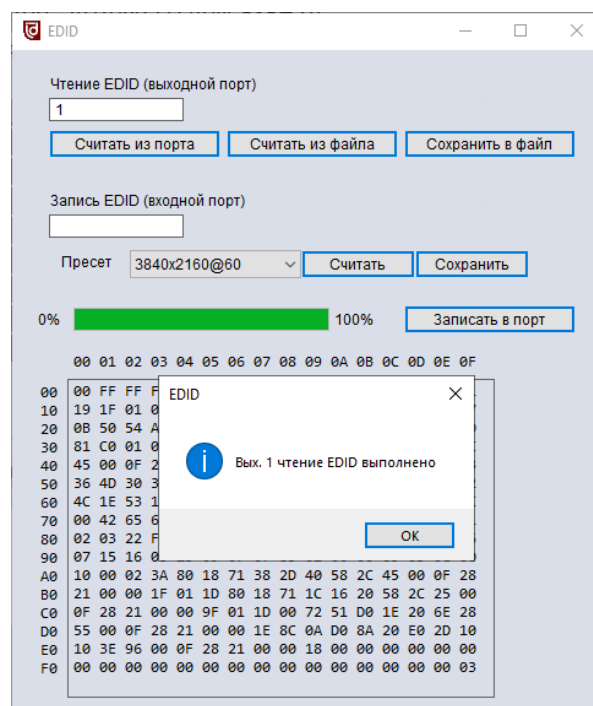 EDID
Чтение EDID (выходной порт)
1
Считать из порта Считать из файла Сохранить в файл
Запись EDID (входной порт)
Пресет 3840x2160@60 Считать Сохранить
0% 100% Записать в порт
00 01 02 03 04 05 06 07 08 09 0A 0B 0C 0D 0E 0F
00 00 FF FF
10 19 1F 01
20 0B 50 54
30 81 C0 01
40 45 00 0F
50 36 4D 30
60 4C 1E 53
70 00 42 65
80 02 03 22
90 07 15 16
EDID
Вых. 1 чтение EDID выполнено
OK
A0 10 00 02 3A 80 18 71 38 2D 40 58 2C 45 00 0F 28
B0 21 00 00 1F 01 1D 80 18 71 1C 16 20 58 2C 25 00
C0 0F 28 21 00 00 9F 01 1D 00 72 51 D0 1E 20 6E 28
D0 55 00 0F 28 21 00 00 1E 8C 0A D0 8A 20 E0 2D 10
E0 10 3E 96 00 0F 28 21 00 00 18 00 00 00 00 00 00
F0 00 00 00 00 00 00 00 00 00 00 00 00 00 00 00 03